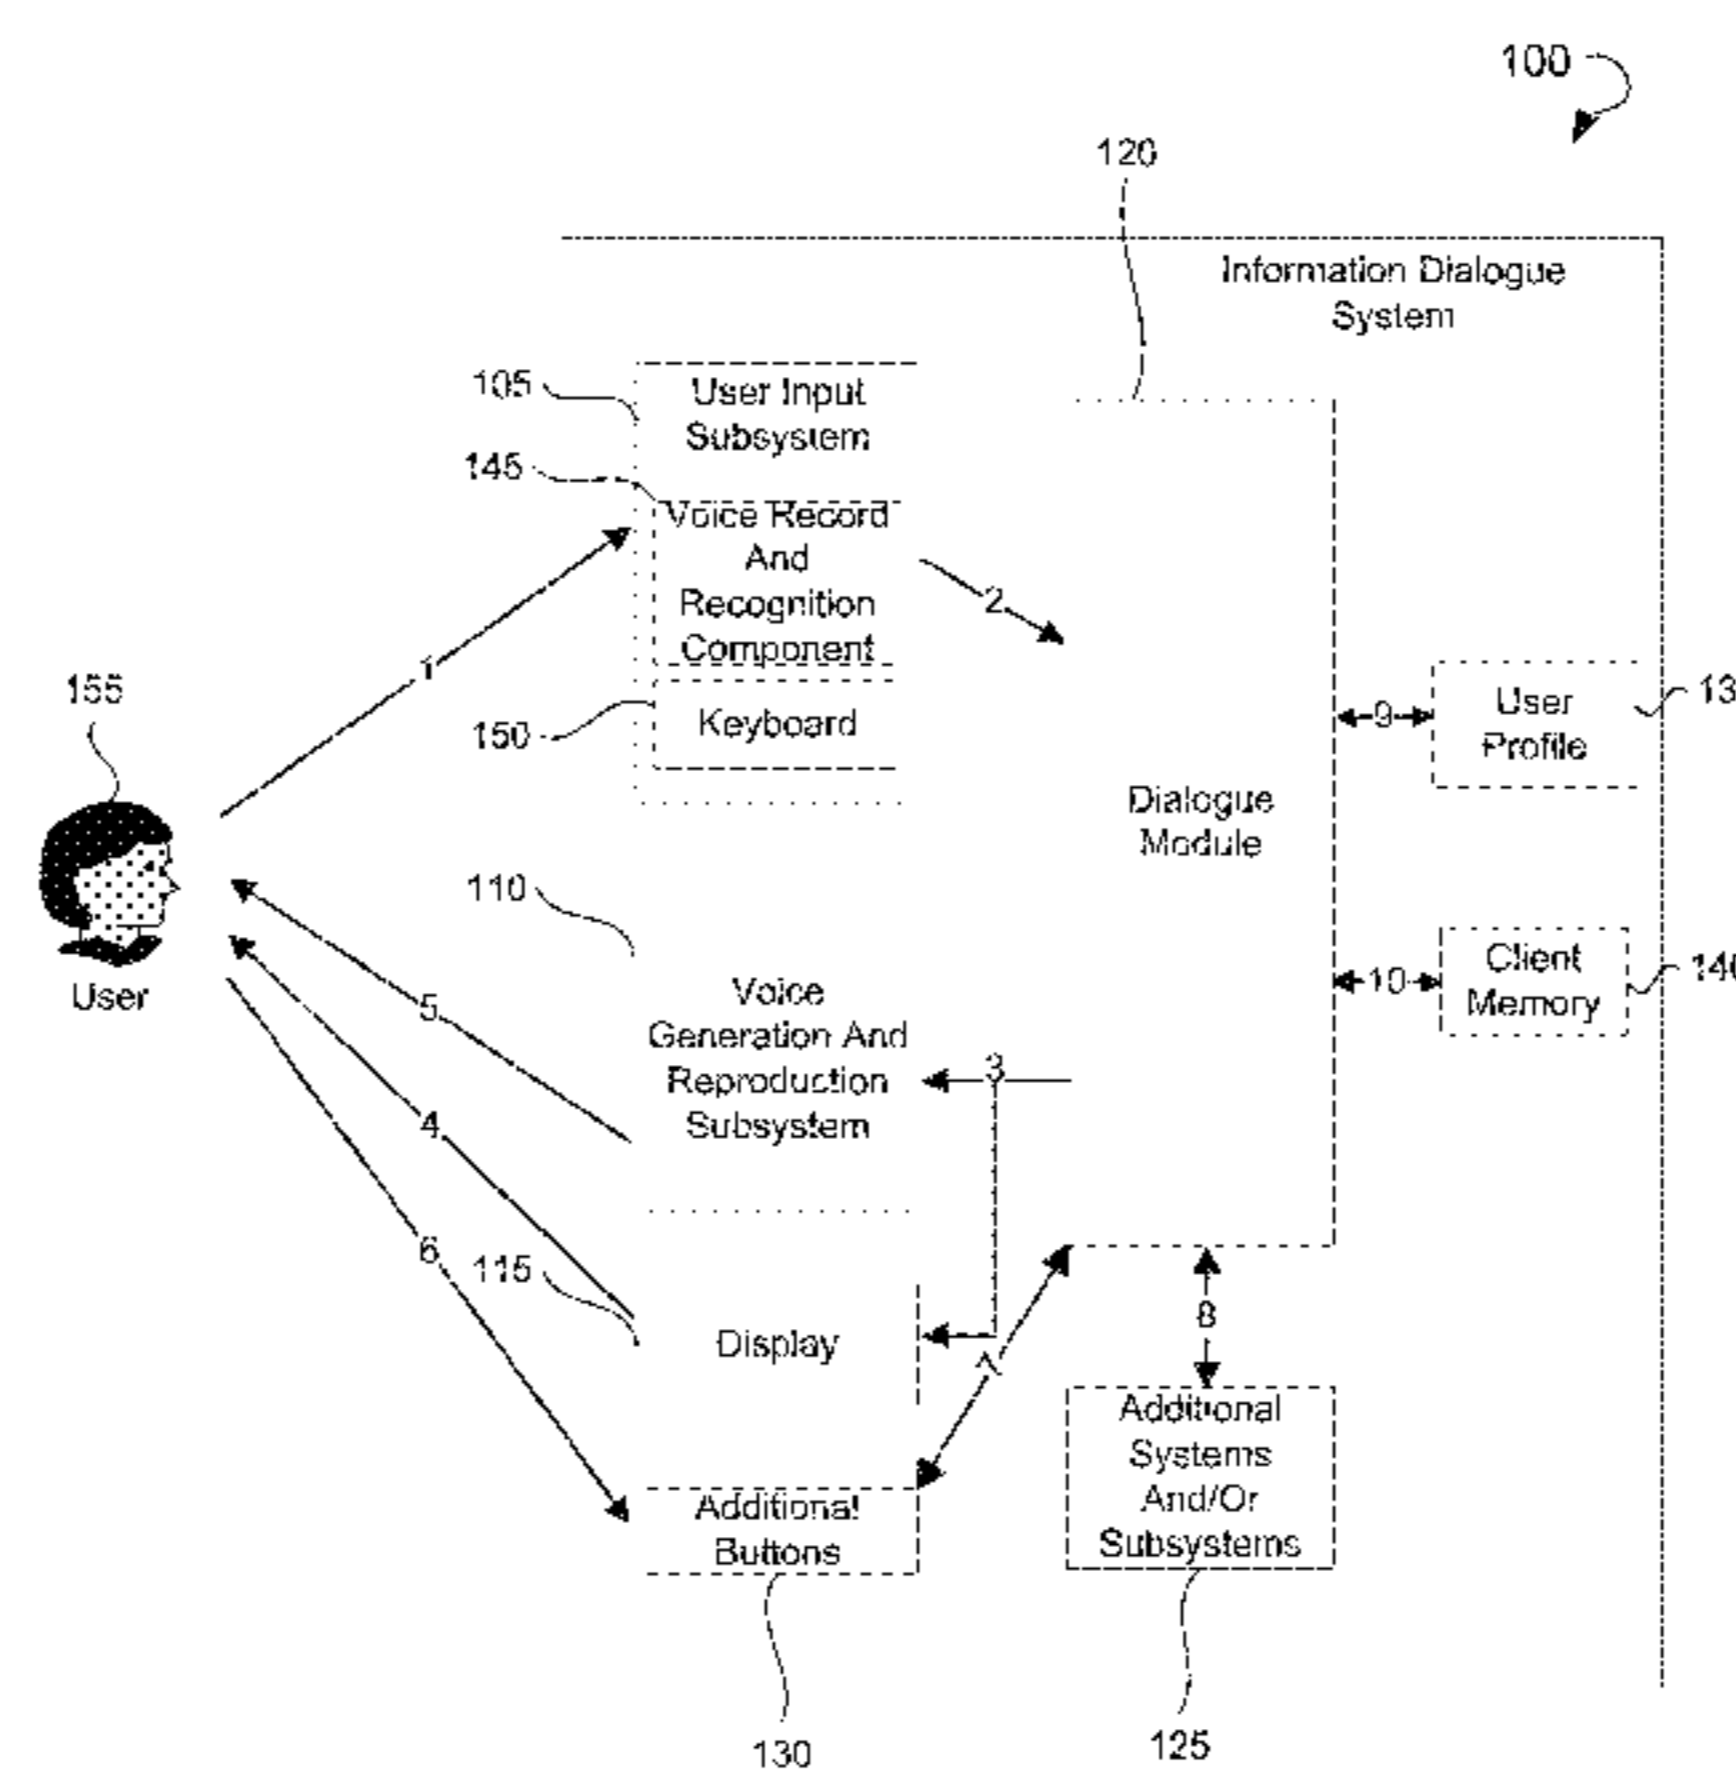 100
120
Information Dialogue
System
105
User Input
Subsystem
145
Voice Record
And
Recognition
Component
2
1
155
150
Keyboard
9
User
Profile
13
Dialogue
Module
110
User
5
Voice
Generation And
Reproduction
Subsystem
3
10
Client
Memory
140
4
6
115
Display
7
8
Additional
Buttons
Additional
Systems
And/Or
Subsystems
130
125